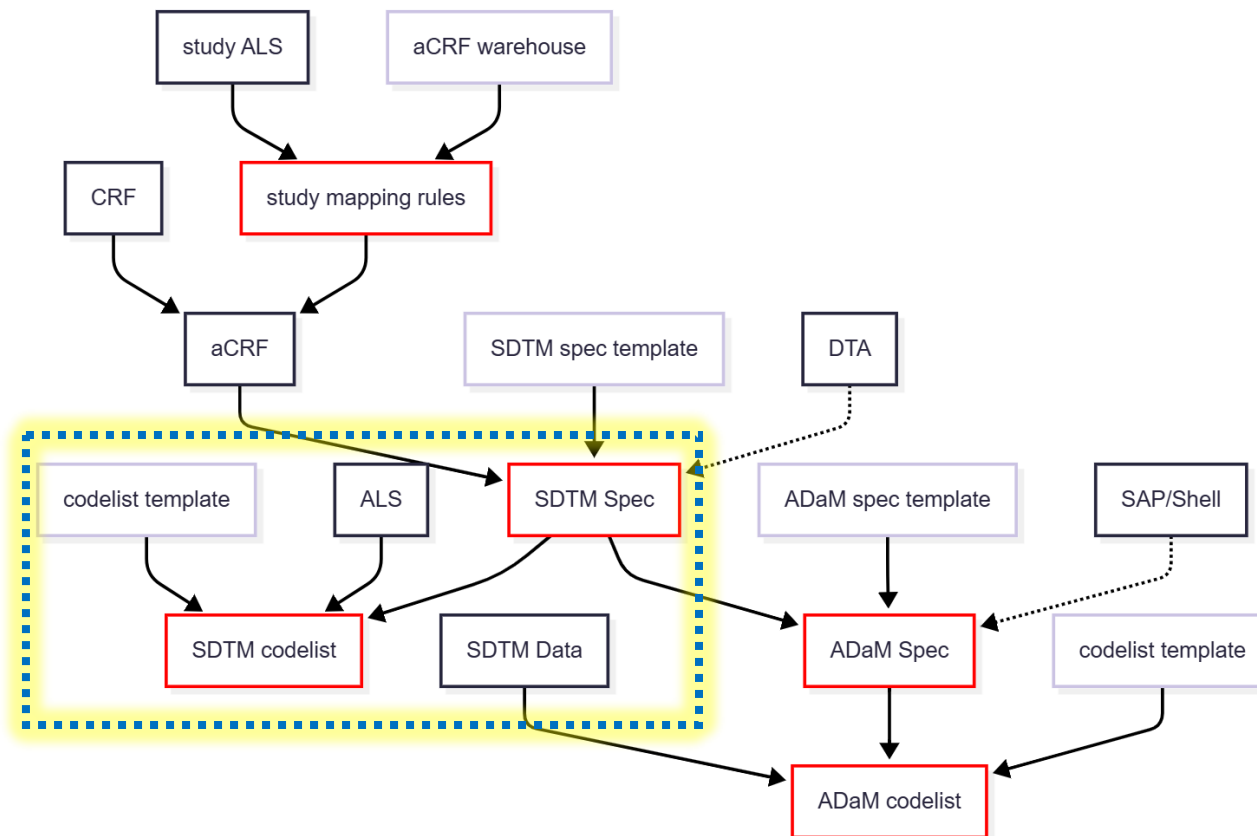 study ALS
aCRF warehouse
CRF
study mapping rules
aCRF
SDTM spec template
DTA
codelist template
ALS
SDTM Spec
ADaM spec template
SAP/Shell
SDTM codelist
SDTM Data
ADaM Spec
codelist template
ADaM codelist